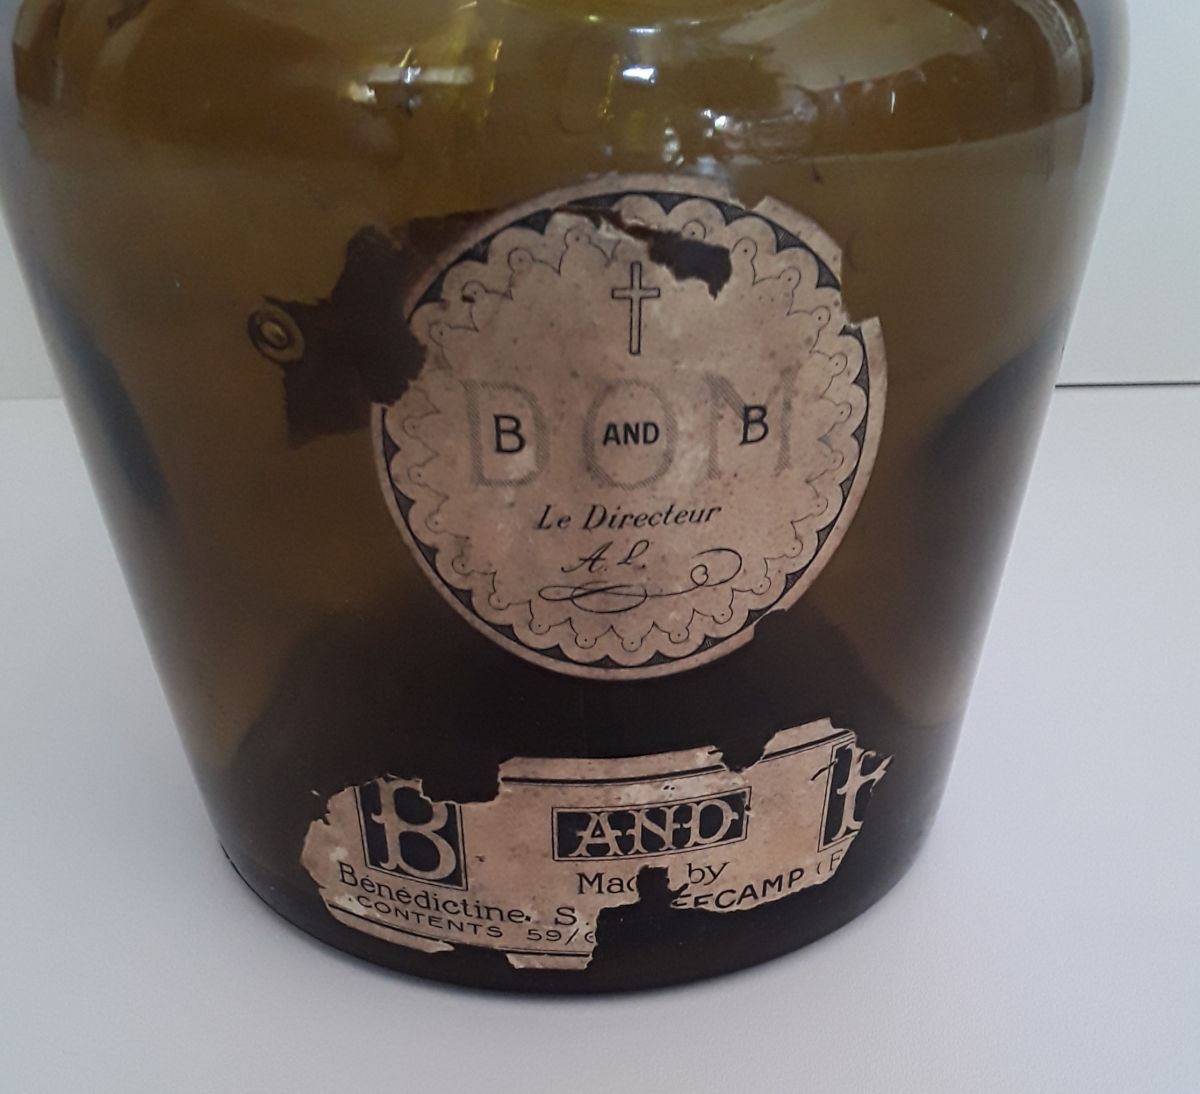 DOM
B AND B
Le Directeur
A.L.
B AND
Made by
Bénédictine. S. FECAMP
CONTENTS 59/